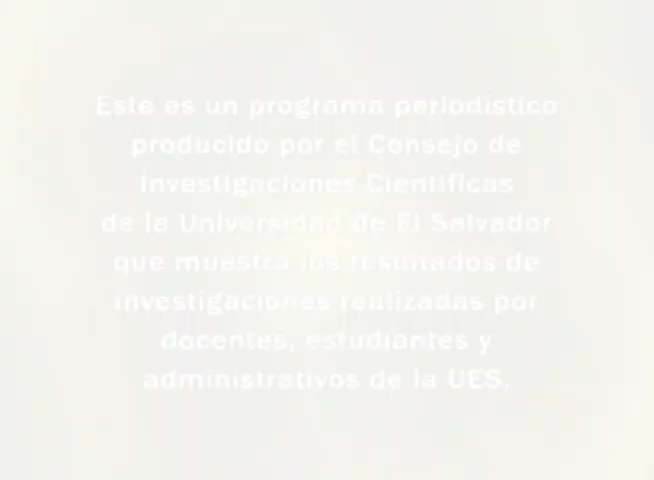 Este es un programa periodístico
producido por el Consejo de
Investigaciones Científicas
de la Universidad de El Salvador
que muestra los resultados de
investigaciones realizadas por
docentes, estudiantes y
administrativos de la UES.